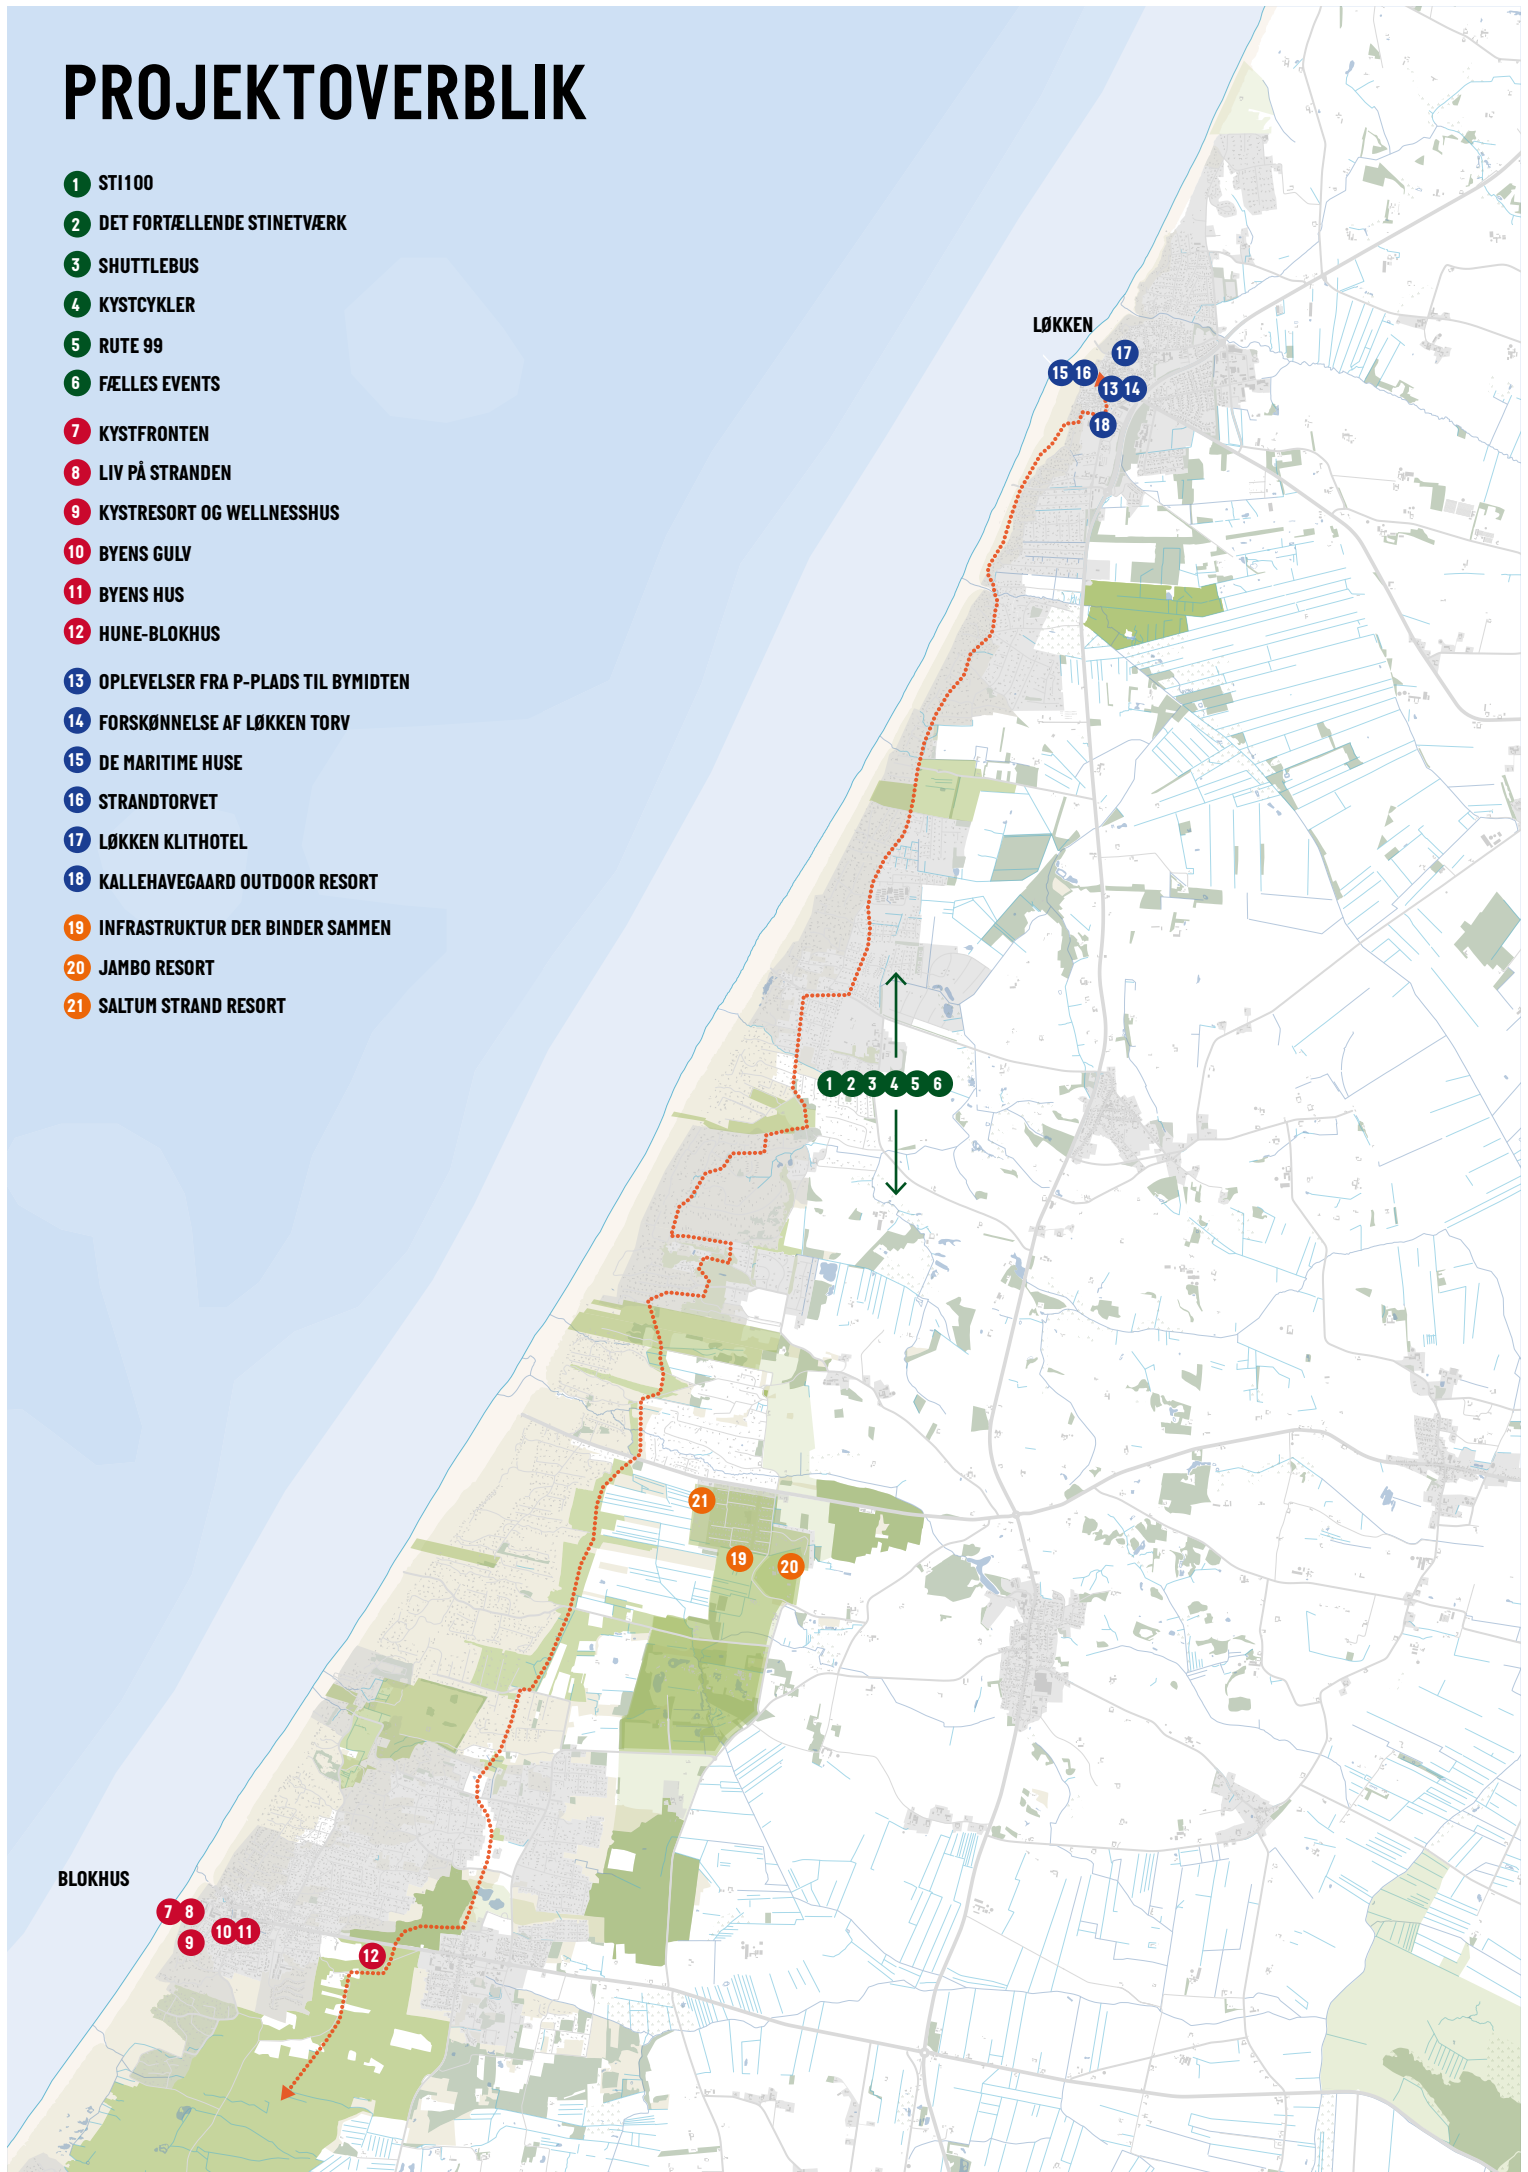 PROJEKTOVERBLIK
1 STI100
2 DET FORTÆLLENDE STINETVÆRK
3 SHUTTLEBUS
4 KYSTCYKLER
5 RUTE 99
6 FÆLLES EVENTS
7 KYSTFRONTEN
8 LIV PÅ STRANDEN
9 KYSTRESORT OG WELLNESSHUS
10 BYENS GULV
11 BYENS HUS
12 HUNE-BLOKHUS
13 OPLEVELSER FRA P-PLADS TIL BYMIDTEN
14 FORSKØNNELSE AF LØKKEN TORV
15 DE MARITIME HUSE
16 STRANDTORVET
17 LØKKEN KLITHOTEL
18 KALLEHAVEGAARD OUTDOOR RESORT
19 INFRASTRUKTUR DER BINDER SAMMEN
20 JAMBO RESORT
21 SALTUM STRAND RESORT
LØKKEN
17
15 16
13 14
18
1 2 3 4 5 6
21
19
20
BLOKHUS
7 8
10 11
9
12